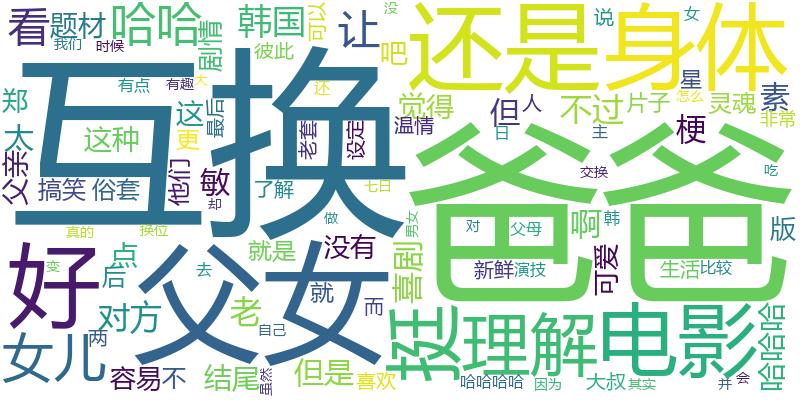 看
题材
哈哈
韩国
可以
让
还是
身体
没
说
女
我们
时候
剧情
彼此
吧
郑
太
有点
有趣
大
还
觉得
但
人
不过
片子
星
怎么
灵魂
素
非常
互换
这种
这
更
最后
老套
设定
温情
日
主
梗
父亲
搞笑
俗套
他们
敏
却
了解
七日
爸爸
交换
吃
真的
换位
做
男女
对
父母
韩
啊
可爱
版
好
点
后
父女
就是
没有
喜剧
新鲜
演技
生活
比较
变
去
对方
老
就
而
挺
理解
电影
哈哈哈
女儿
两
自己
容易
不
结尾
虽然
但是
喜欢
哈哈哈哈
因为
大叔
其实
并
会